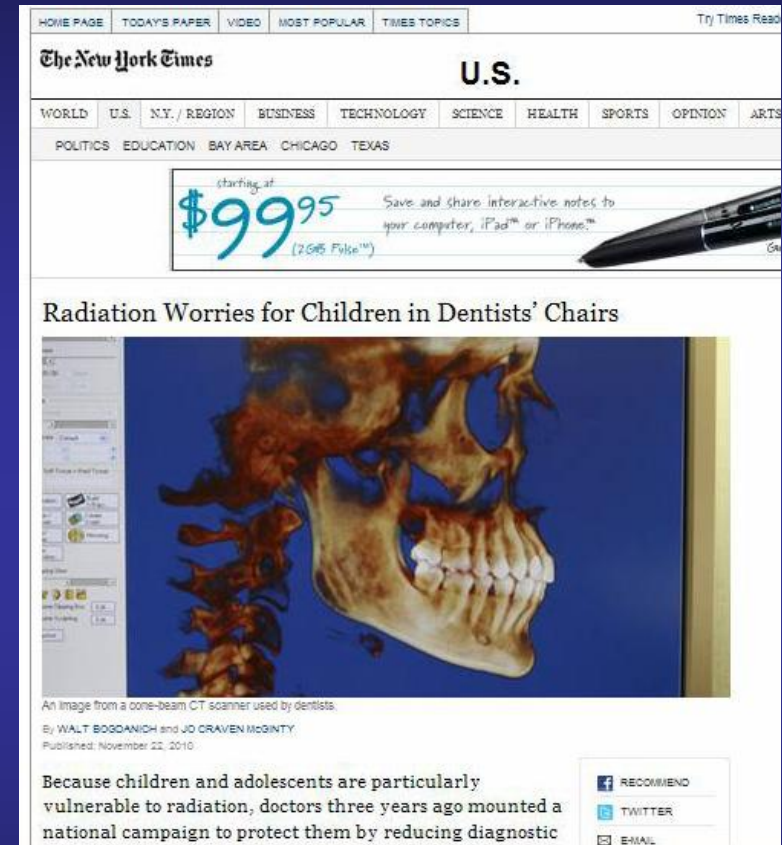 HOME PAGE TODAY'S PAPER VIDEO MOST POPULAR TIMES TOPICS
Try Times Read
The New York Times
U.S.
WORLD U.S. N.Y. / REGION BUSINESS TECHNOLOGY SCIENCE HEALTH SPORTS OPINION ARTS
POLITICS EDUCATION BAY AREA CHICAGO TEXAS
starting at
$99.95
(2GB Pulse™)
Save and share interactive notes to
your computer, iPad™ or iPhone.™
Radiation Worries for Children in Dentists' Chairs
An image from a cone-beam CT scanner used by dentists.
By WALT BOGDANICH and JO CRAVEN McGINTY
Published: November 22, 2010
Because children and adolescents are particularly
vulnerable to radiation, doctors three years ago mounted a
national campaign to protect them by reducing diagnostic
RECOMMEND
TWITTER
E-MAIL